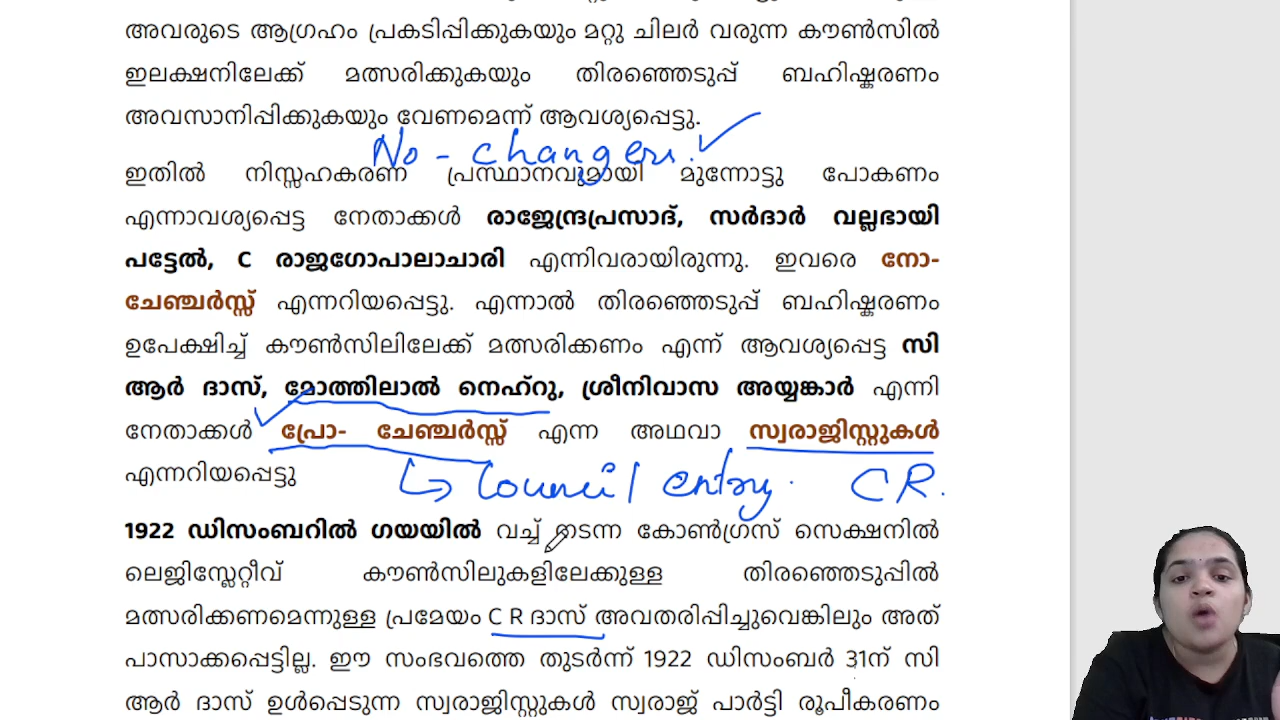 അവരുടെ ആഗ്രഹം പ്രകടിപ്പിക്കുകയും മറ്റു ചിലർ വരുന്ന കൗൺസിൽ
ഇലക്ഷനിലേക്ക് മത്സരിക്കുകയും തിരഞ്ഞെടുപ്പ് ബഹിഷ്കരണം
അവസാനിപ്പിക്കുകയും വേണമെന്ന് ആവശ്യപ്പെട്ടു.
No - changers.
ഇതിൽ നിസ്സഹകരണ പ്രസ്ഥാനവുമായി മുന്നോട്ടു പോകണം
എന്നാവശ്യപ്പെട്ട നേതാക്കൾ രാജേന്ദ്രപ്രസാദ്, സർദാർ വല്ലഭായി
പട്ടേൽ, C രാജഗോപാലാചാരി എന്നിവരായിരുന്നു. ഇവരെ നോ-
ചേഞ്ചർസ്സ് എന്നറിയപ്പെട്ടു. എന്നാൽ തിരഞ്ഞെടുപ്പ് ബഹിഷ്കരണം
ഉപേക്ഷിച്ച് കൗൺസിലിലേക്ക് മത്സരിക്കണം എന്ന് ആവശ്യപ്പെട്ട സി
ആർ ദാസ്, മോത്തിലാൽ നെഹ്റു, ശ്രീനിവാസ അയ്യങ്കാർ എന്നി
നേതാക്കൾ പ്രോ- ചേഞ്ചർസ്സ് എന്ന അഥവാ സ്വരാജിസ്റ്റുകൾ
എന്നറിയപ്പെട്ടു
Council entry. C R.
1922 ഡിസംബറിൽ ഗയയിൽ വച്ച് നടന്ന കോൺഗ്രസ് സെക്ഷനിൽ
ലെജിസ്ലേറ്റീവ് കൗൺസിലുകളിലേക്കുള്ള തിരഞ്ഞെടുപ്പിൽ
മത്സരിക്കണമെന്നുള്ള പ്രമേയം C R ദാസ് അവതരിപ്പിച്ചുവെങ്കിലും അത്
പാസാക്കപ്പെട്ടില്ല. ഈ സംഭവത്തെ തുടർന്ന് 1922 ഡിസംബർ 31ന് സി
ആർ ദാസ് ഉൾപ്പെടുന്ന സ്വരാജിസ്റ്റുകൾ സ്വരാജ് പാർട്ടി രൂപീകരണം